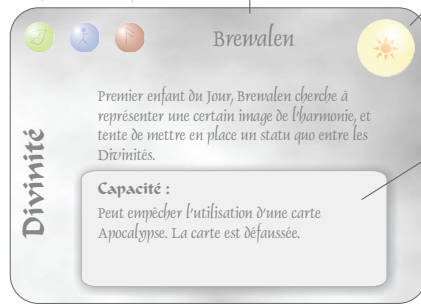 Brewalen
Premier enfant du Jour, Brewalen cherche à
représenter une certain image de l'harmonie, et
tente de mettre en place un statu quo entre les
Divinités.
Divinité
Capacité :
Peut empêcher l'utilisation d'une carte
Apocalypse. La carte est défaussée.